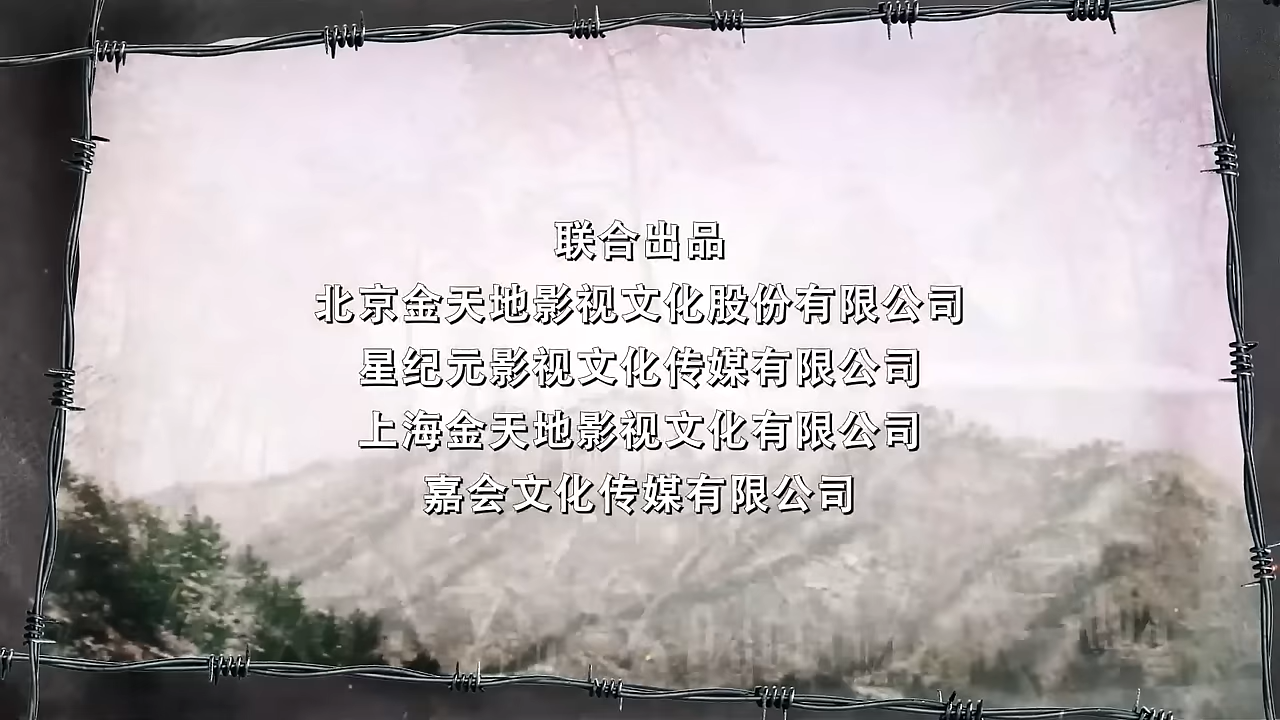 联合出品
北京金天地影视文化股份有限公司
星纪元影视文化传媒有限公司
上海金天地影视文化有限公司
嘉会文化传媒有限公司